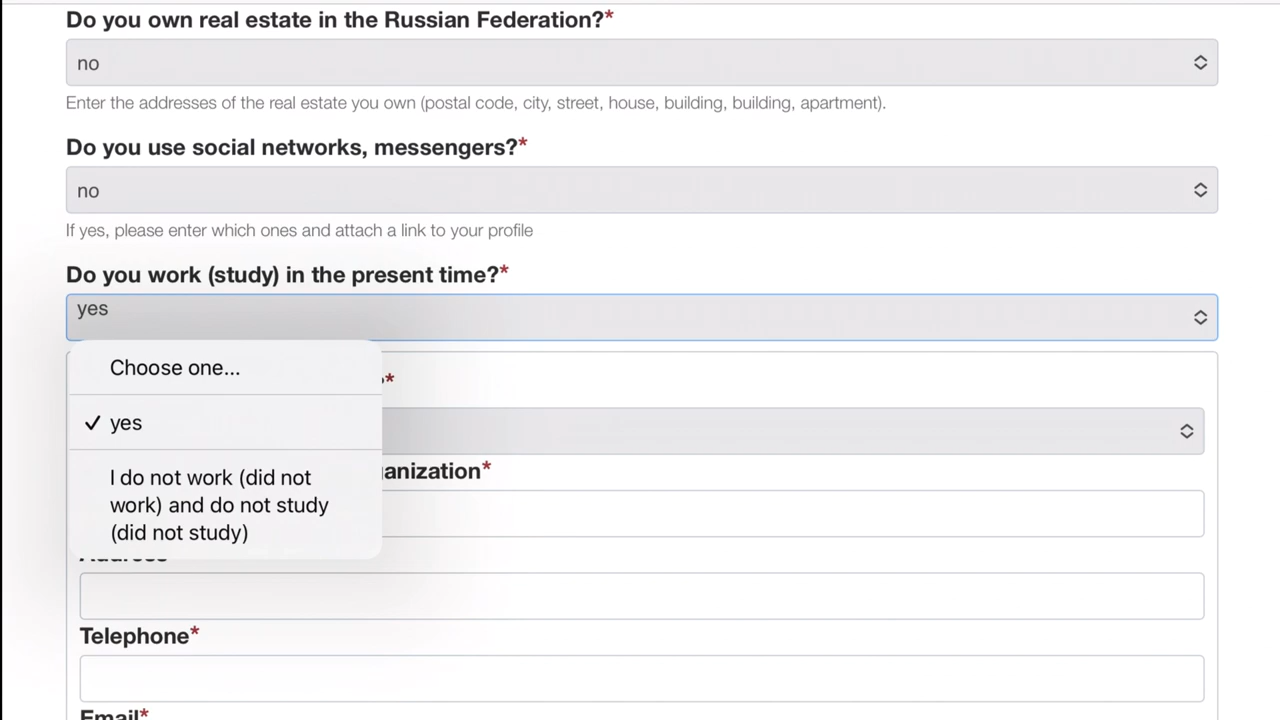 Do you own real estate in the Russian Federation?*
no
Enter the addresses of the real estate you own (postal code, city, street, house, building, building, apartment).
Do you use social networks, messengers?*
no
If yes, please enter which ones and attach a link to your profile
Do you work (study) in the present time?*
yes
Choose one...
*
✓ yes
anization*
I do not work (did not
work) and do not study
(did not study)
Address
Telephone*
Email*